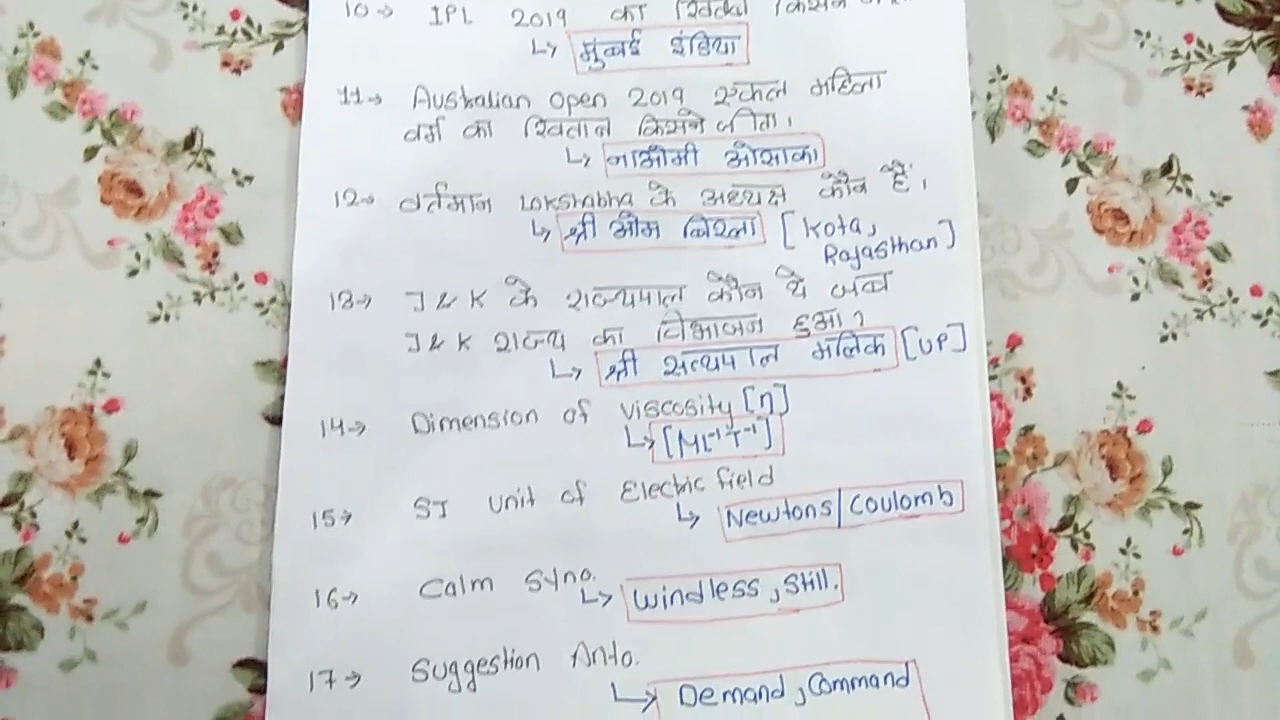 10→ IPL 2019 का खिताब किसने
↳ मुंबई इंडिया
11→ Australian Open 2019 एकल महिला
वर्ग का खिताब किसने जीता।
↳ नाओमी ओसाका
12→ वर्तमान Lokshabha के अध्यक्ष कौन हैं।
↳ श्री ओम बिरला [Kota,
Rajasthan]
13→ J & K के राज्यपाल कौन थे जब
J & K राज्य का विभाजन हुआ?
↳ श्री सत्यपाल मलिक [UP]
14→ Dimension of viscosity [η]
↳ [ML⁻¹T⁻¹]
15→ SI Unit of Electric field
↳ Newtons/Coulomb
16→ Calm Syno.
↳ Windless, Still.
17→ Suggestion Anto.
↳ Demand, Command